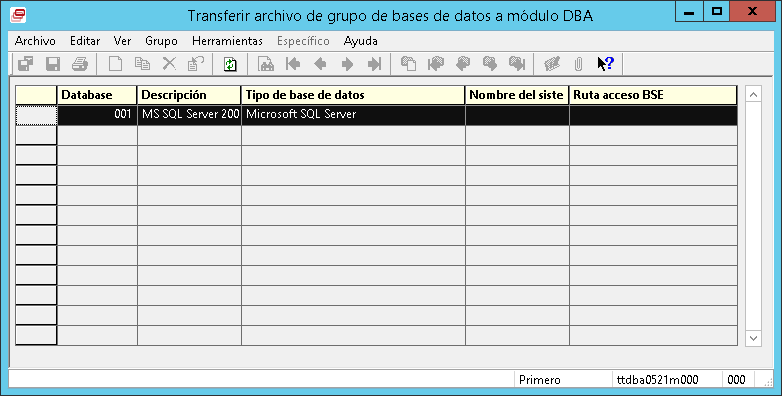 Transferir archivo de grupo de bases de datos a módulo DBA
Archivo Editar Ver Grupo Herramientas Específico Ayuda
Database Descripción Tipo de base de datos Nombre del siste Ruta acceso BSE
001 MS SQL Server 200 Microsoft SQL Server
Primero ttdba0521m000 000